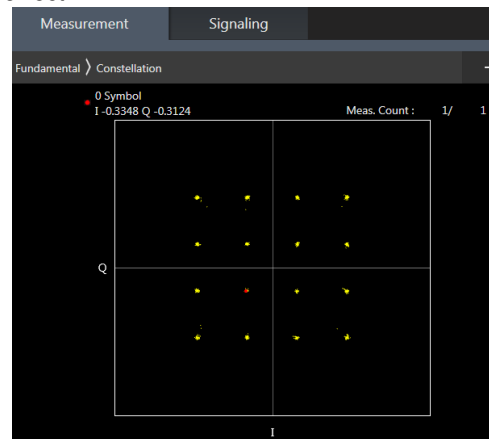 Measurement Signaling
Fundamental 〉 Constellation
0 Symbol
I -0.3348 Q -0.3124 Meas. Count : 1/ 1
Q
I